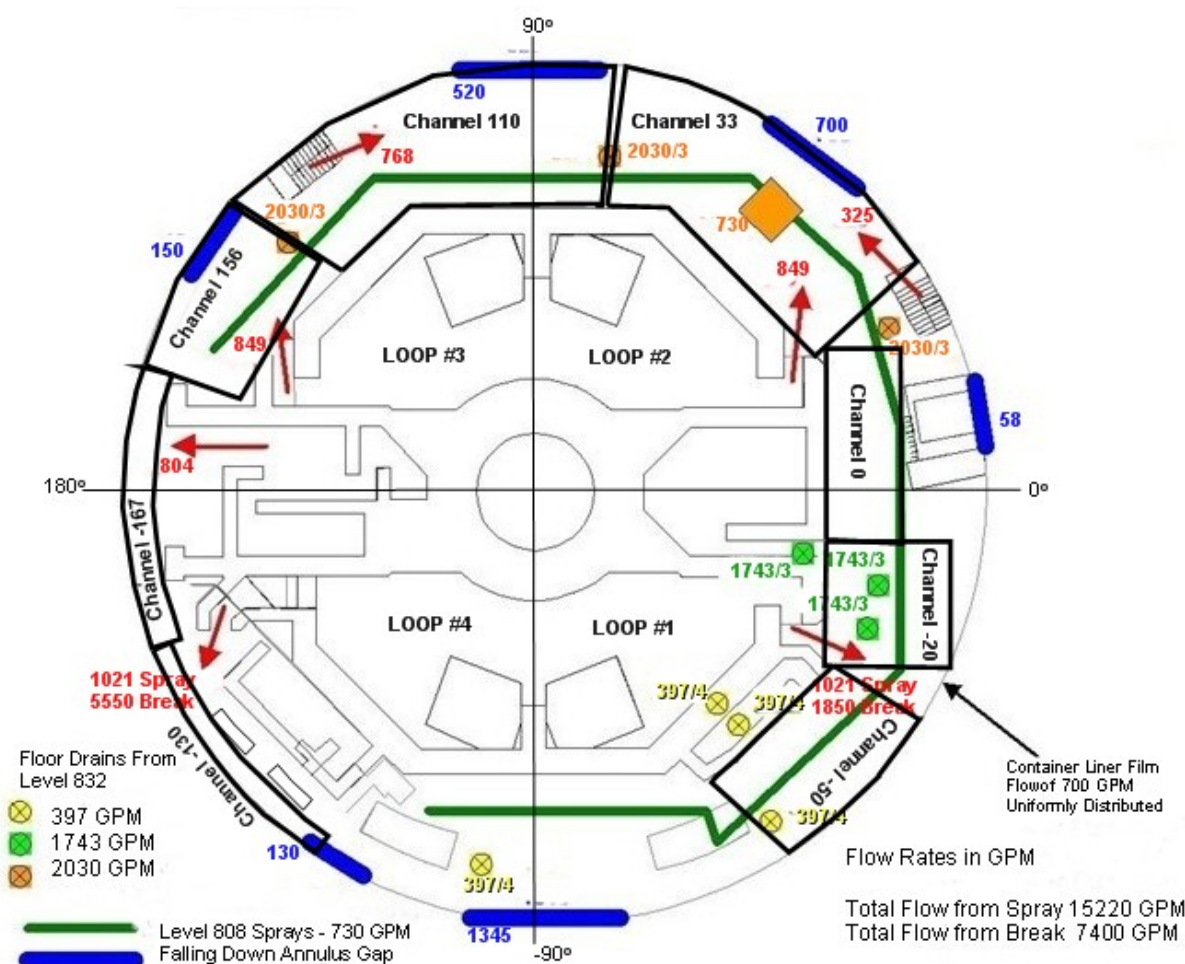 90º
520
Channel 110
Channel 33
700
768
2030/3
2030/3
730
325
150
Channel 156
849
849
2030/3
LOOP #3
LOOP #2
58
Channel 0
804
180º
0º
Channel -167
1743/3
1743/3
1743/3
Channel -20
LOOP #4
LOOP #1
1021 Spray
5550 Break
1021 Spray
1850 Break
397/4
397/4
Channel -50
Channel -130
Container Liner Film
Flowof 700 GPM
Uniformly Distributed
Floor Drains From
Level 832
397 GPM
1743 GPM
2030 GPM
397/4
130
397/4
Flow Rates in GPM
Total Flow from Spray 15220 GPM
Total Flow from Break 7400 GPM
Level 808 Sprays - 730 GPM
Falling Down Annulus Gap
1345
-90º